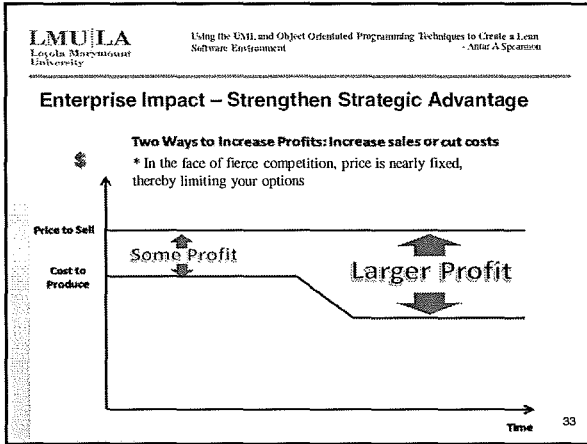 LMU|LA
Loyola Marymount
University
Using the UML and Object Orientated Programming Techniques to Create a Lean
Software Environment
- Antar A Spearmon
Enterprise Impact – Strengthen Strategic Advantage
Two Ways to Increase Profits: Increase sales or cut costs
$
* In the face of fierce competition, price is nearly fixed,
thereby limiting your options
Price to Sell
Some Profit
Larger Profit
Cost to
Produce
Time
33